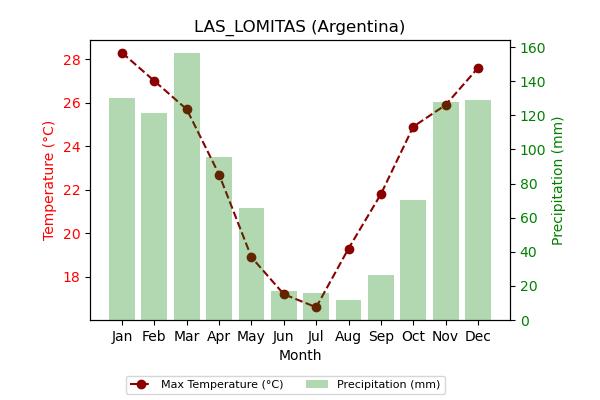 LAS_LOMITAS (Argentina)
Temperature (°C)
28
26
24
22
20
18
160
140
120
100
80
60
40
20
0
Precipitation (mm)
Jan Feb Mar Apr May Jun Jul Aug Sep Oct Nov Dec
Month
Max Temperature (°C) Precipitation (mm)